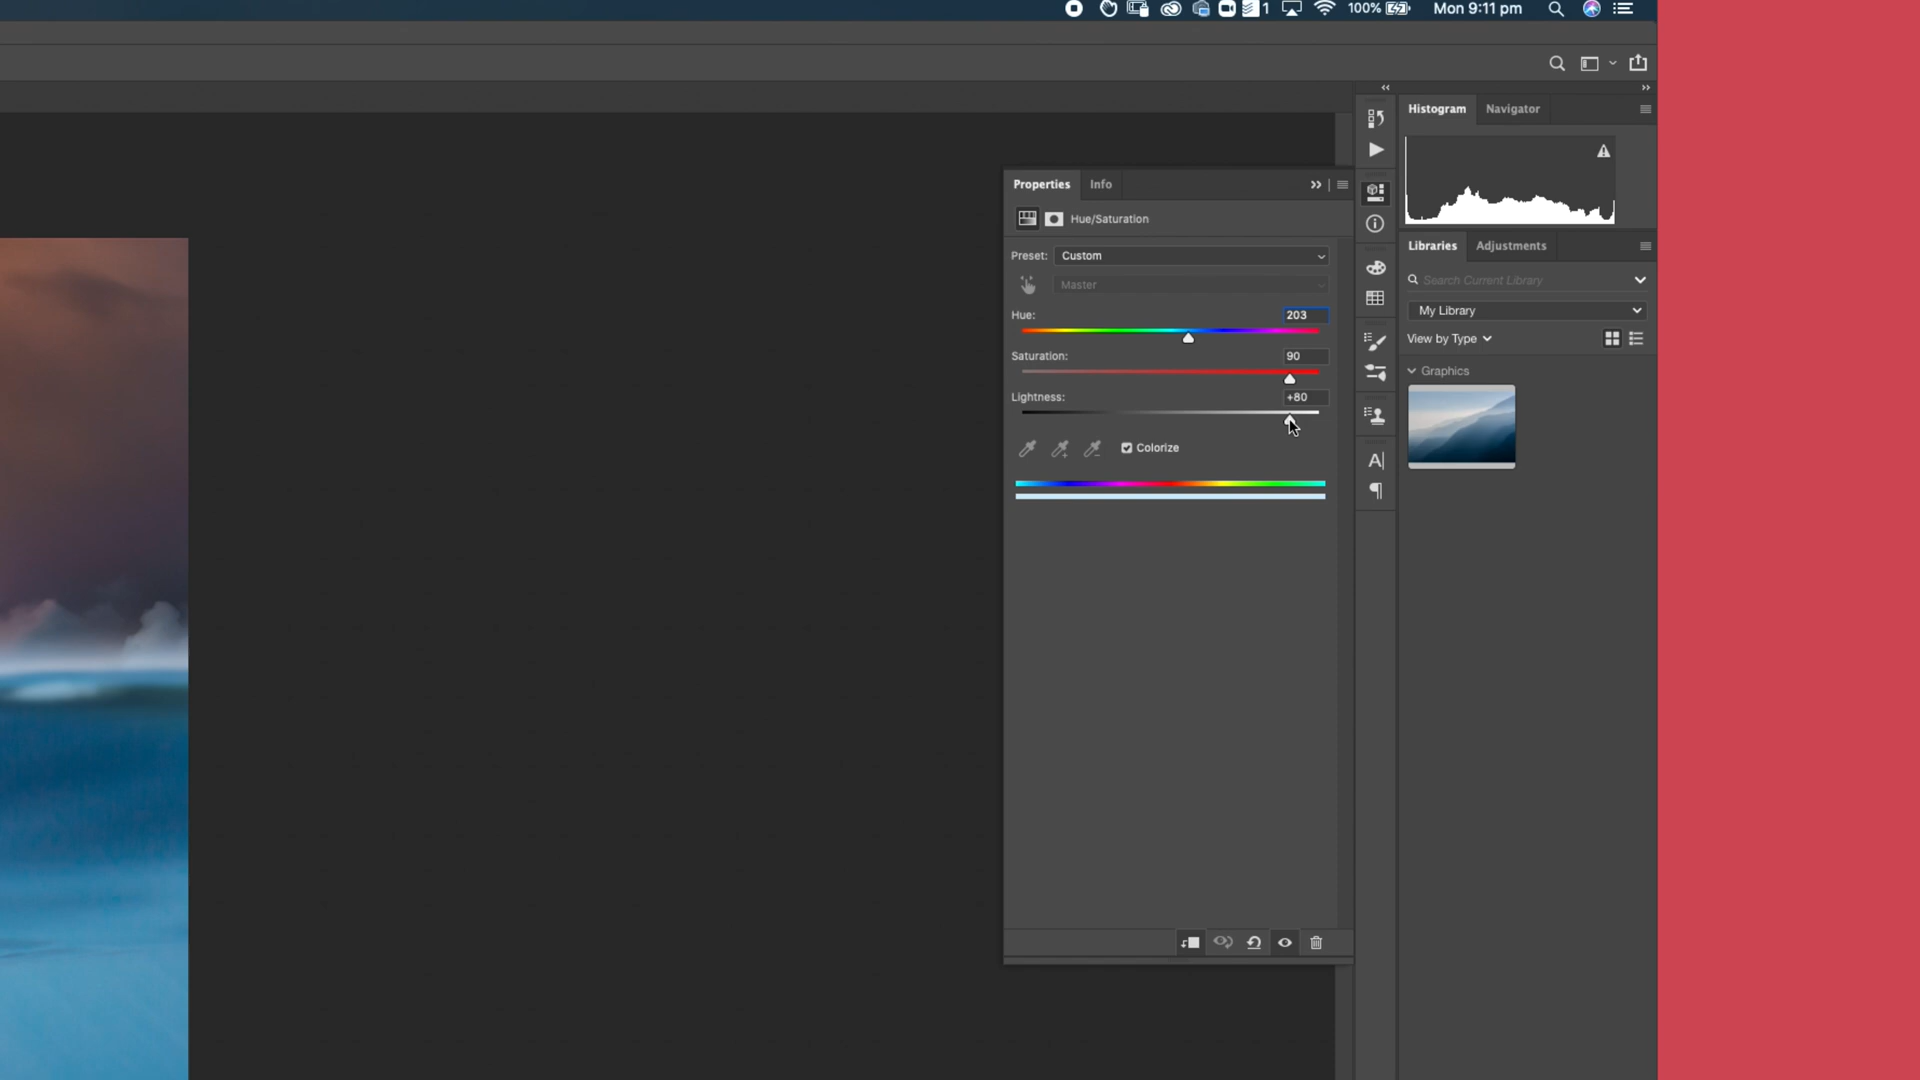 1 100% Mon 9:11 pm
Histogram Navigator
Properties Info
Hue/Saturation
Libraries Adjustments
Preset: Custom
Search Current Library
Master
My Library
Hue: 203
View by Type
Saturation: 90
Graphics
Lightness: +80
Colorize